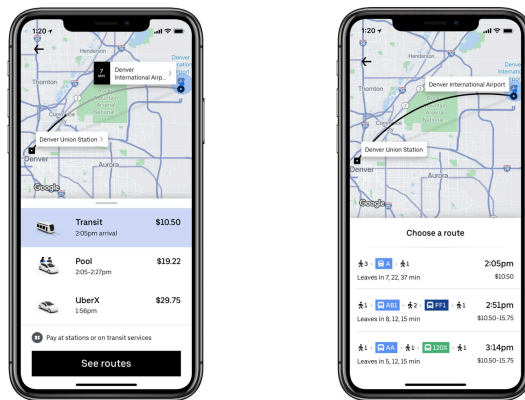 1:20
Henderson
Denver
7
MIN
Denver
International Airp...
Thornton
Denver Union Station
Denver
Aurora
Google
Transit
$10.50
2:05pm arrival
Pool
$19.22
2:05-2:27pm
UberX
$29.75
1:56pm
Pay at stations or on transit services
See routes
1:20
Henderson
Thornton
Denver International Airport
Denver Union Station
Denver
Aurora
Google
Choose a route
3 A 1
2:05pm
Leaves in 7, 22, 37 min
$10.50
1 AB1 2 FF1 1
2:51pm
Leaves in 8, 12, 15 min
$10.50-15.75
1 AA 1 120X 1
3:14pm
Leaves in 5, 12, 15 min
$10.50-15.75